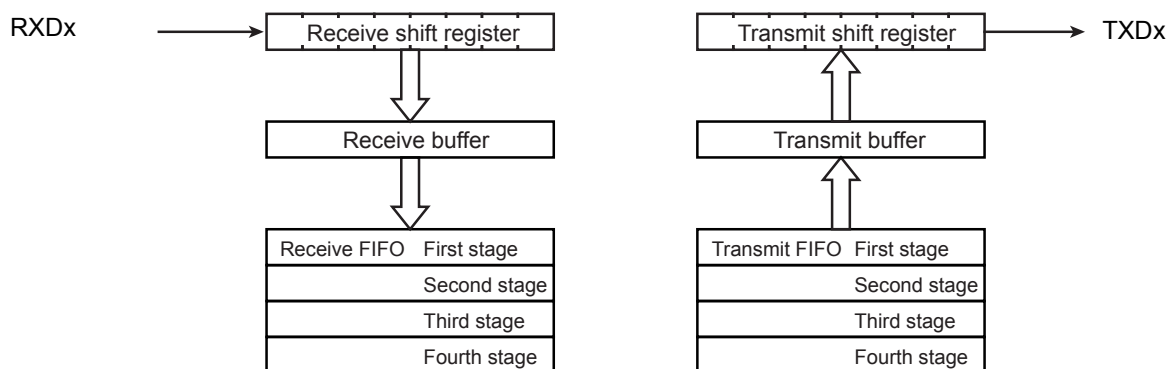 RXDx
Receive shift register
Transmit shift register
TXDx
Receive buffer
Transmit buffer
Receive FIFO First stage
Second stage
Third stage
Fourth stage
Transmit FIFO First stage
Second stage
Third stage
Fourth stage